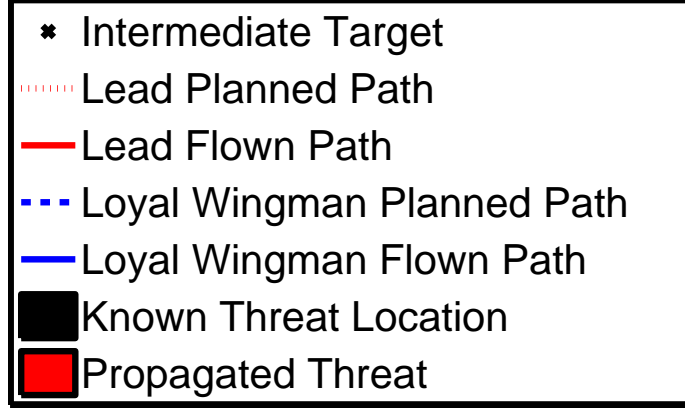 Intermediate Target
Lead Planned Path
Lead Flown Path
Loyal Wingman Planned Path
Loyal Wingman Flown Path
Known Threat Location
Propagated Threat